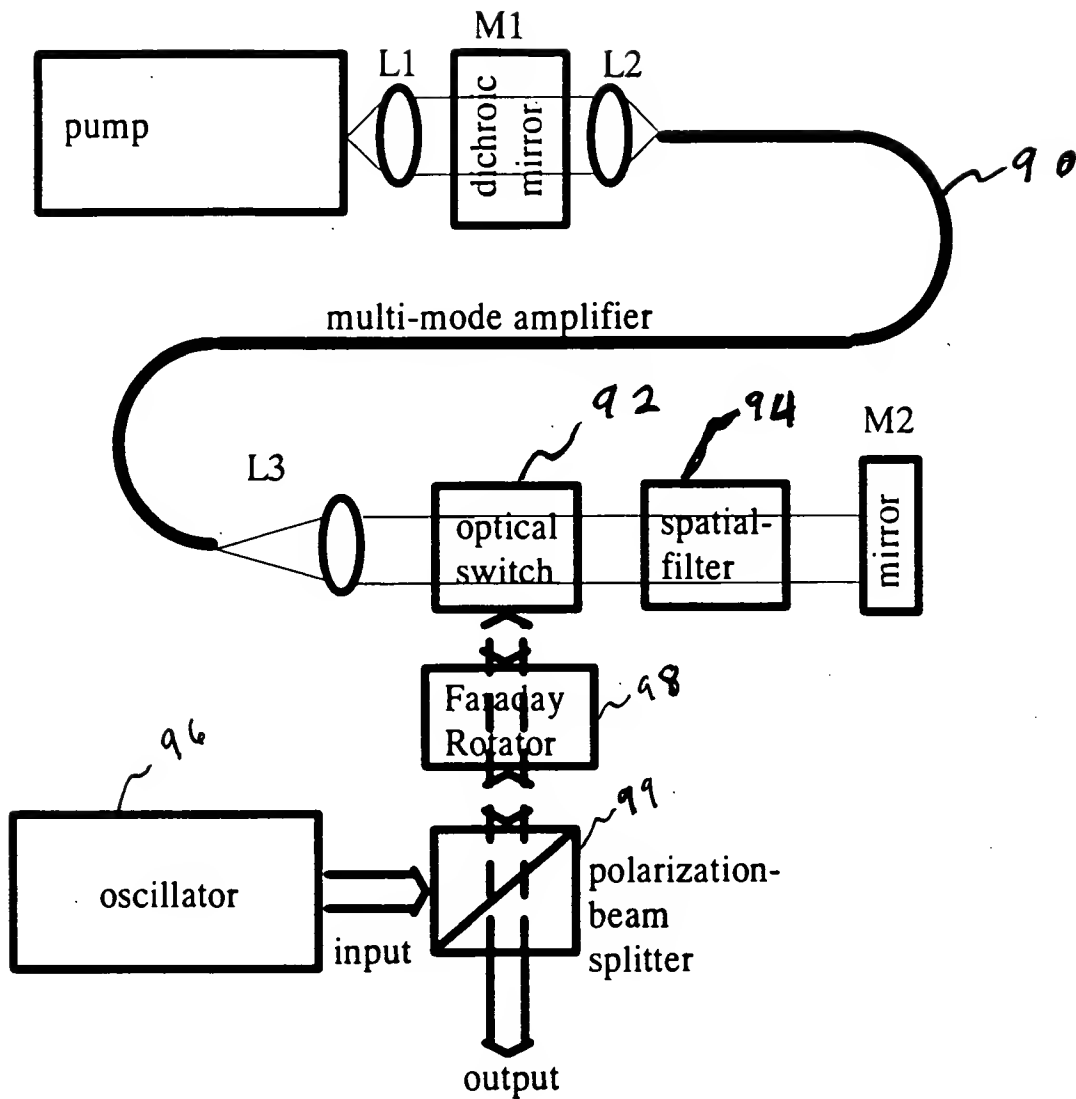 M1
L1
L2
pump
dichroic
mirror
90
multi-mode amplifier
92
94
M2
L3
optical
switch
spatial-
filter
mirror
Faraday
Rotator
98
96
99
oscillator
input
polarization-
beam
splitter
output